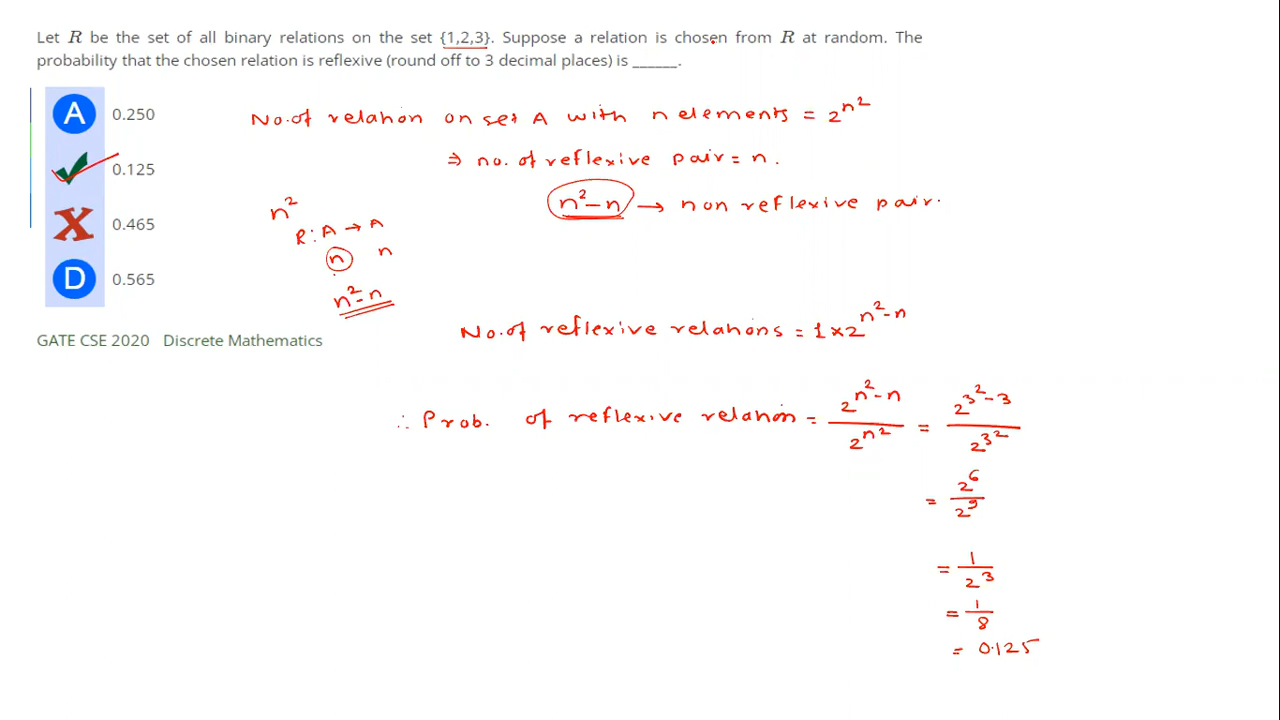 Let R be the set of all binary relations on the set {1,2,3}. Suppose a relation is chosen from R at random. The
probability that the chosen relation is reflexive (round off to 3 decimal places) is ______.
A 0.250
0.125
X 0.465
D 0.565
GATE CSE 2020 Discrete Mathematics
No. of relation on set A with n elements = 2^n²
⇒ no. of reflexive pair = n.
n² - n → non reflexive pair.
n²
R: A → A
n n
n² - n
No. of reflexive relations = 1 × 2^n²-n
∴ Prob. of reflexive relation = 2^n²-n / 2^n² = 2^3²-3 / 2^3²
= 2^6 / 2^9
= 1 / 2^3
= 1 / 8
= 0.125